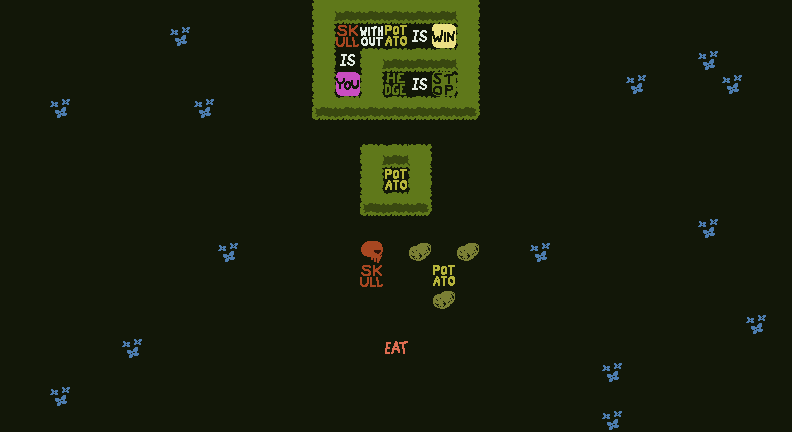 SKULL WITHOUT POTATO IS WIN
IS
YOU HEDGE IS STOP
POTATO
SKULL POTATO
EAT